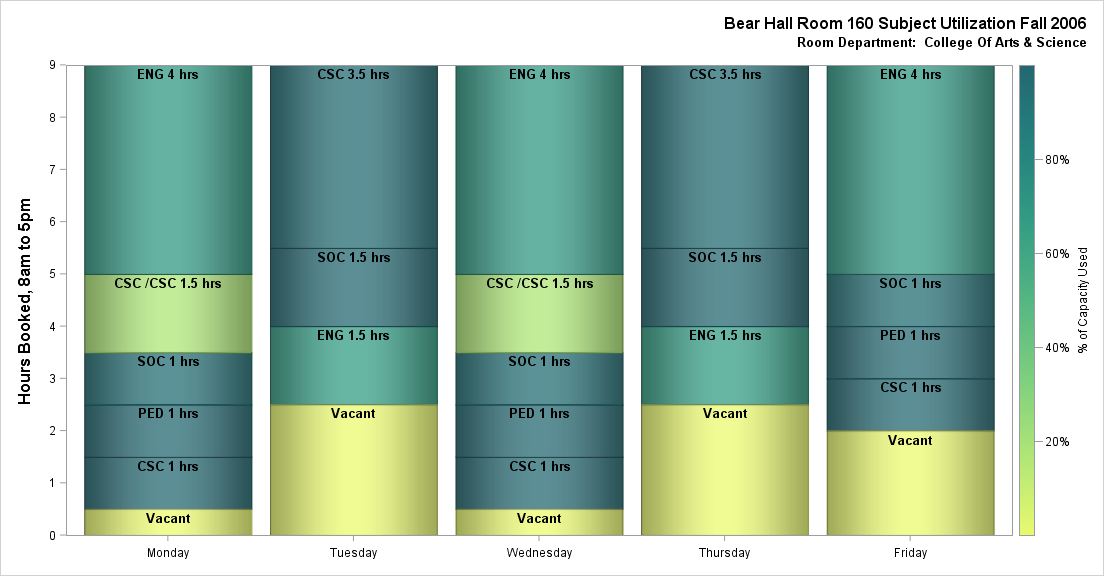 Bear Hall Room 160 Subject Utilization Fall 2006
Room Department:  College Of Arts & Science
Hours Booked, 8am to 5pm
9
8
7
6
5
4
3
2
1
0
ENG 4 hrs
CSC /CSC 1.5 hrs
SOC 1 hrs
PED 1 hrs
CSC 1 hrs
Vacant
Monday
CSC 3.5 hrs
SOC 1.5 hrs
ENG 1.5 hrs
Vacant
Tuesday
ENG 4 hrs
CSC /CSC 1.5 hrs
SOC 1 hrs
PED 1 hrs
CSC 1 hrs
Vacant
Wednesday
CSC 3.5 hrs
SOC 1.5 hrs
ENG 1.5 hrs
Vacant
Thursday
ENG 4 hrs
SOC 1 hrs
PED 1 hrs
CSC 1 hrs
Vacant
Friday
80%
60%
40%
20%
% of Capacity Used